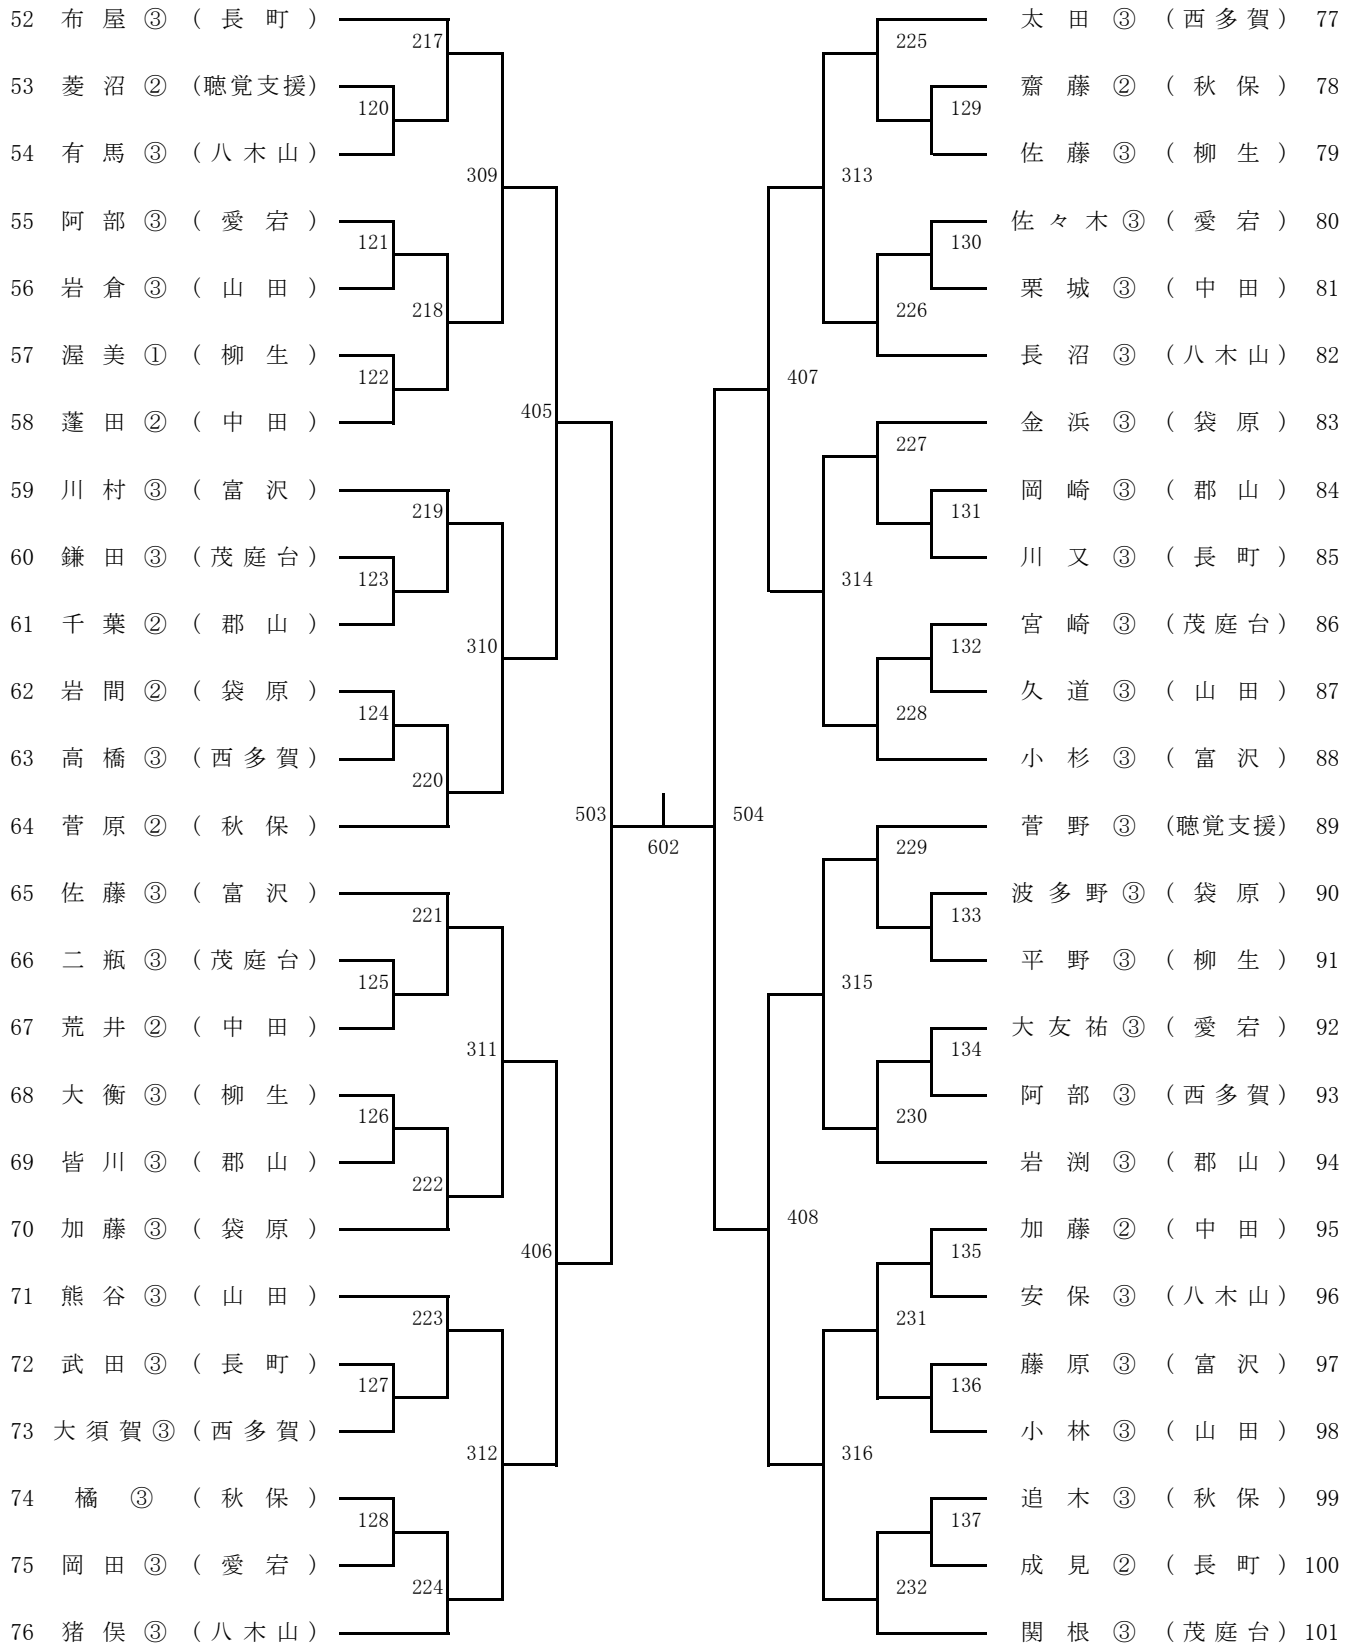 52 布屋③ (長町)
217
53 菱沼② (聴覚支援)
120
54 有馬③ (八木山)
309
55 阿部③ (愛宕)
121
56 岩倉③ (山田)
218
57 渥美① (柳生)
122
58 蓬田② (中田)
405
59 川村③ (富沢)
219
60 鎌田③ (茂庭台)
123
61 千葉② (郡山)
310
62 岩間② (袋原)
124
63 高橋③ (西多賀)
220
64 菅原② (秋保)
503
602
65 佐藤③ (富沢)
221
66 二瓶③ (茂庭台)
125
67 荒井② (中田)
311
68 大衡③ (柳生)
126
69 皆川③ (郡山)
222
70 加藤③ (袋原)
406
71 熊谷③ (山田)
223
72 武田③ (長町)
127
73 大須賀③ (西多賀)
312
74 橘③ (秋保)
128
75 岡田③ (愛宕)
224
76 猪俣③ (八木山)
太田③ (西多賀) 77
225
齋藤② (秋保) 78
129
佐藤③ (柳生) 79
313
佐々木③ (愛宕) 80
130
栗城③ (中田) 81
226
長沼③ (八木山) 82
407
金浜③ (袋原) 83
227
岡崎③ (郡山) 84
131
川又③ (長町) 85
314
宮崎③ (茂庭台) 86
132
久道③ (山田) 87
228
小杉③ (富沢) 88
504
菅野③ (聴覚支援) 89
229
波多野③ (袋原) 90
133
平野③ (柳生) 91
315
大友祐③ (愛宕) 92
134
阿部③ (西多賀) 93
230
岩渕③ (郡山) 94
408
加藤② (中田) 95
135
安保③ (八木山) 96
231
藤原③ (富沢) 97
136
小林③ (山田) 98
316
追木③ (秋保) 99
137
成見② (長町) 100
232
関根③ (茂庭台) 101